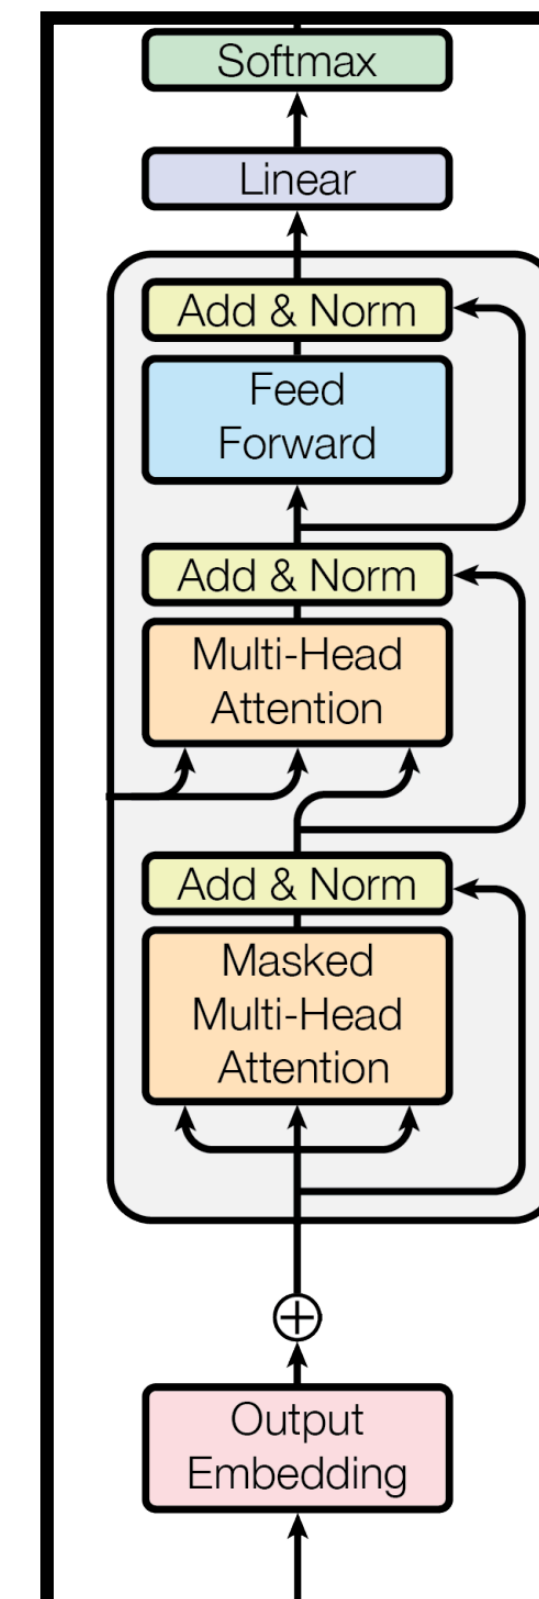 Softmax
Linear
Add & Norm
Feed
Forward
Add & Norm
Multi-Head
Attention
Add & Norm
Masked
Multi-Head
Attention
Output
Embedding